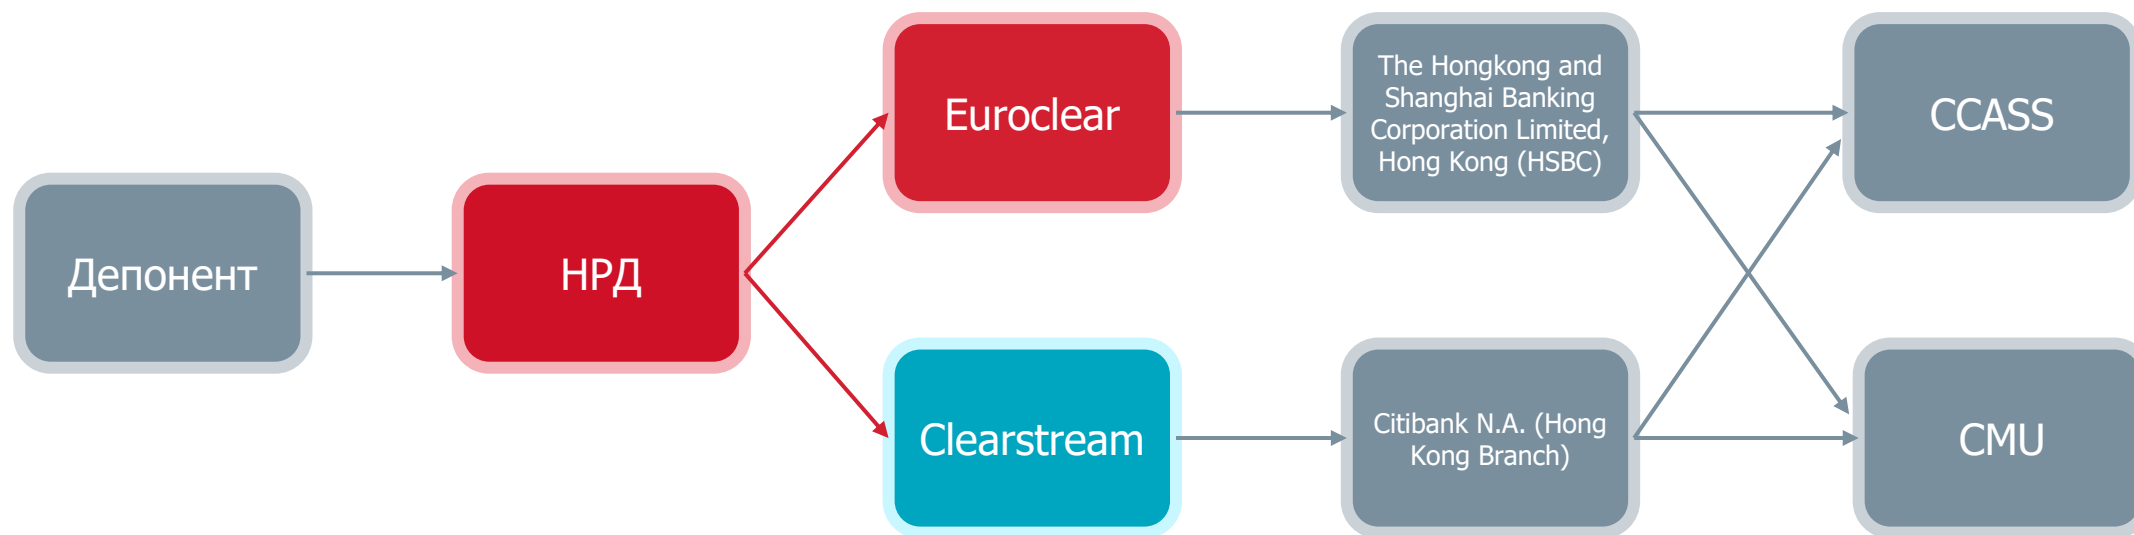 Депонент
НРД
Euroclear
Clearstream
The Hongkong and
Shanghai Banking
Corporation Limited,
Hong Kong (HSBC)
Citibank N.A. (Hong
Kong Branch)
CCASS
CMU